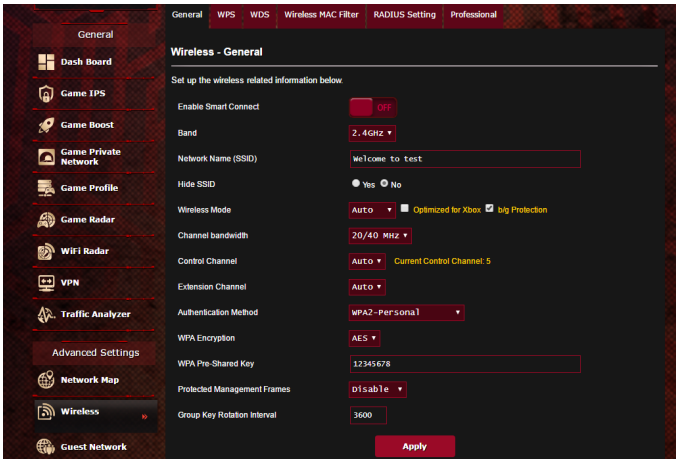 General WPS WDS Wireless MAC Filter RADIUS Setting Professional
General
Dash Board
Game IPS
Game Boost
Game Private
Network
Game Profile
Game Radar
WiFi Radar
VPN
Traffic Analyzer
Advanced Settings
Network Map
Wireless »
Guest Network
Wireless - General
Set up the wireless related information below.
Enable Smart Connect OFF
Band 2.4GHz
Network Name (SSID) Welcome to test
Hide SSID Yes No
Wireless Mode Auto Optimized for Xbox b/g Protection
Channel bandwidth 20/40 MHz
Control Channel Auto Current Control Channel: 5
Extension Channel Auto
Authentication Method WPA2-Personal
WPA Encryption AES
WPA Pre-Shared Key 12345678
Protected Management Frames Disable
Group Key Rotation Interval 3600
Apply